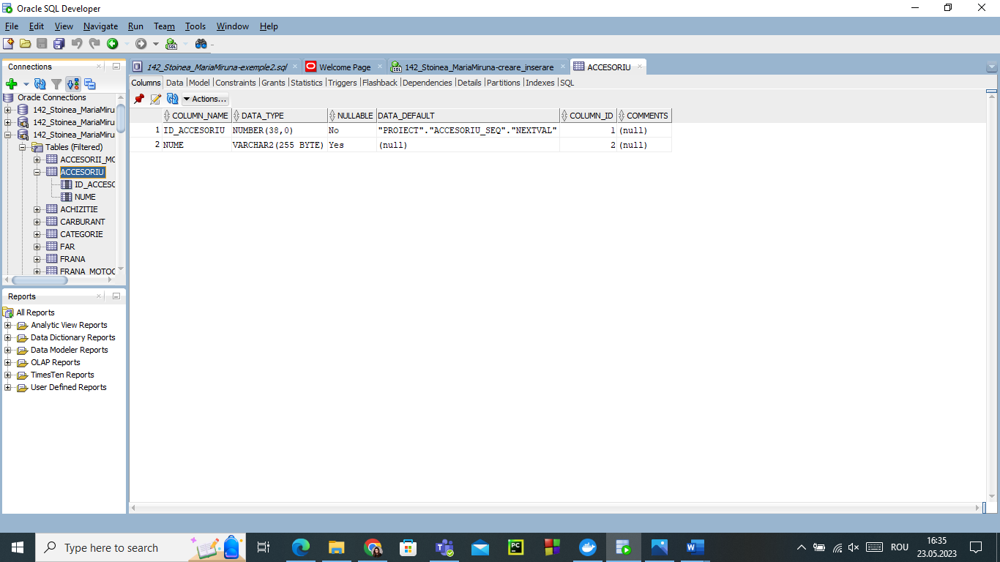 Oracle SQL Developer
File Edit View Navigate Run Team Tools Window Help
Connections
Oracle Connections
142_Stoinea_MariaMiru
142_Stoinea_MariaMiru
142_Stoinea_MariaMiru
Tables (Filtered)
ACCESORII_MO
ACCESORIU
ID_ACCESO
NUME
ACHIZITIE
CARBURANT
CATEGORIE
FAR
FRANA
FRANA_MOTOC
Reports
All Reports
Analytic View Reports
Data Dictionary Reports
Data Modeler Reports
OLAP Reports
TimesTen Reports
User Defined Reports
142_Stoinea_MariaMiruna-exemple2.sql Welcome Page 142_Stoinea_MariaMiruna-creare_inserare ACCESORIU
Columns Data Model Constraints Grants Statistics Triggers Flashback Dependencies Details Partitions Indexes SQL
Actions...
COLUMN_NAME DATA_TYPE NULLABLE DATA_DEFAULT COLUMN_ID COMMENTS
1 ID_ACCESORIU NUMBER(38,0) No "PROIECT"."ACCESORIU_SEQ"."NEXTVAL" 1 (null)
2 NUME VARCHAR2(255 BYTE) Yes (null) 2 (null)
Type here to search
ROU
16:35
23.05.2023